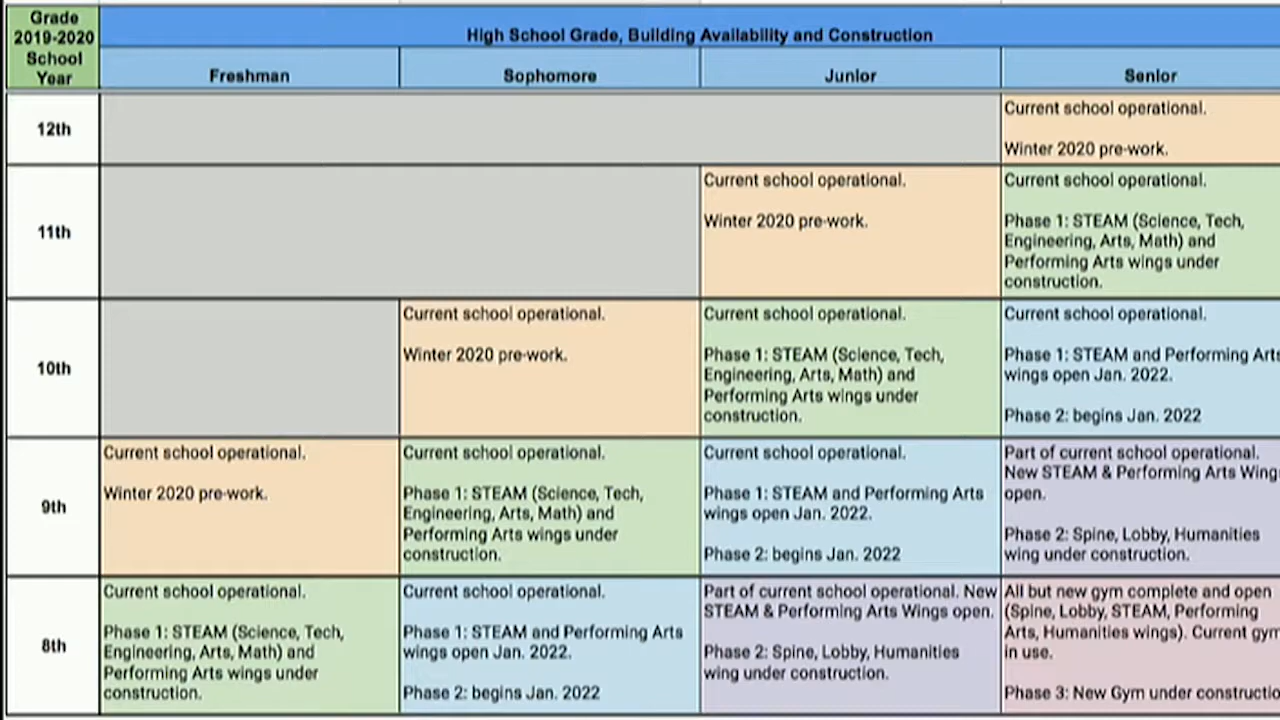 Grade
2019-2020
School
Year
High School Grade, Building Availability and Construction
Freshman
Sophomore
Junior
Senior
12th
Current school operational.
Winter 2020 pre-work.
11th
Current school operational.
Winter 2020 pre-work.
Current school operational.
Phase 1: STEAM (Science, Tech,
Engineering, Arts, Math) and
Performing Arts wings under
construction.
10th
Current school operational.
Winter 2020 pre-work.
Current school operational.
Phase 1: STEAM (Science, Tech,
Engineering, Arts, Math) and
Performing Arts wings under
construction.
Current school operational.
Phase 1: STEAM and Performing Arts
wings open Jan. 2022.
Phase 2: begins Jan. 2022
9th
Current school operational.
Winter 2020 pre-work.
Current school operational.
Phase 1: STEAM (Science, Tech,
Engineering, Arts, Math) and
Performing Arts wings under
construction.
Current school operational.
Phase 1: STEAM and Performing Arts
wings open Jan. 2022.
Phase 2: begins Jan. 2022
Part of current school operational.
New STEAM & Performing Arts Wing
open.
Phase 2: Spine, Lobby, Humanities
wing under construction.
8th
Current school operational.
Phase 1: STEAM (Science, Tech,
Engineering, Arts, Math) and
Performing Arts wings under
construction.
Current school operational.
Phase 1: STEAM and Performing Arts
wings open Jan. 2022.
Phase 2: begins Jan. 2022
Part of current school operational. New
STEAM & Performing Arts Wings open.
Phase 2: Spine, Lobby, Humanities
wing under construction.
All but new gym complete and open
(Spine, Lobby, STEAM, Performing
Arts, Humanities wings). Current gym
in use.
Phase 3: New Gym under constructio